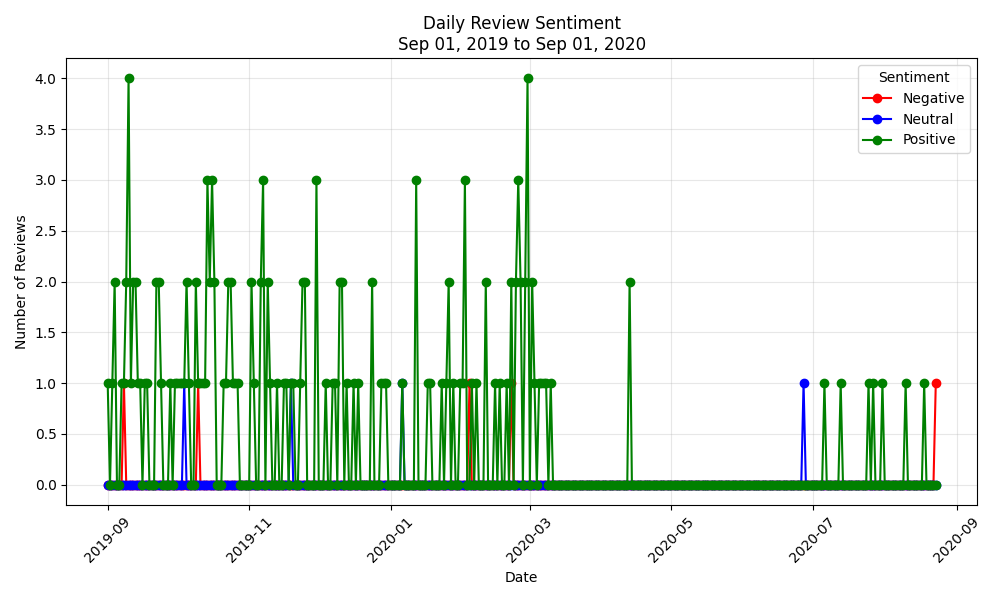 Daily Review Sentiment
Sep 01, 2019 to Sep 01, 2020
Sentiment
Negative
Neutral
Positive
Number of Reviews
4.0
3.5
3.0
2.5
2.0
1.5
1.0
0.5
0.0
2019-09
2019-11
2020-01
2020-03
2020-05
2020-07
2020-09
Date